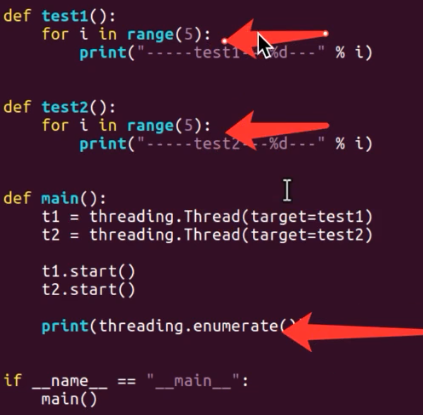 def test1():
    for i in range(5):
        print("-----test1---%d---" % i)
def test2():
    for i in range(5):
        print("-----test2---%d---" % i)
def main():
    t1 = threading.Thread(target=test1)
    t2 = threading.Thread(target=test2)
    t1.start()
    t2.start()
    print(threading.enumerate())
if __name__ == "__main__":
    main()